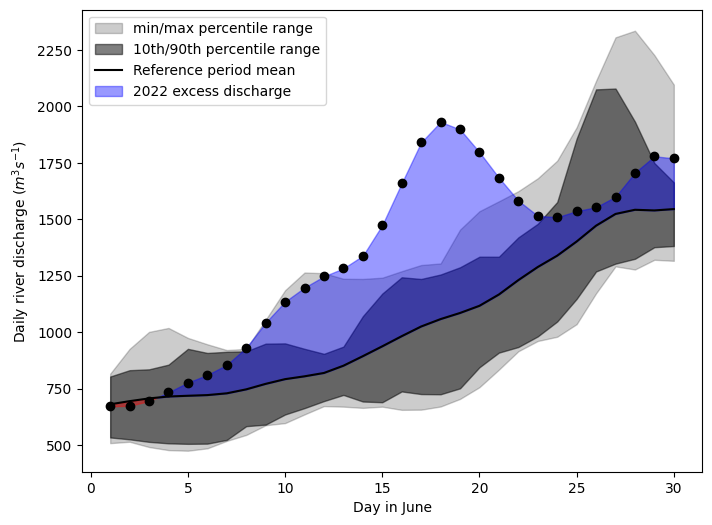 min/max percentile range
10th/90th percentile range
Reference period mean
2022 excess discharge
Daily river discharge ($m^3s^{-1}$)
2250
2000
1750
1500
1250
1000
750
500
0 5 10 15 20 25 30
Day in June